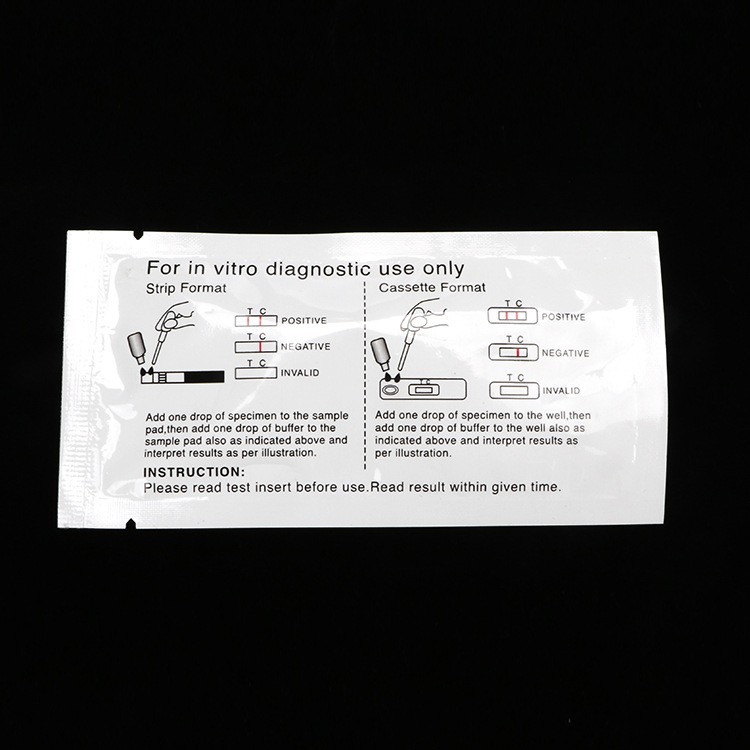 For in vitro diagnostic use only
Strip Format
T C
POSITIVE
T C
NEGATIVE
T C
INVALID
Add one drop of specimen to the sample
pad,then add one drop of buffer to the
sample pad also as indicated above and
interpret results as per illustration.
Cassette Format
T C
POSITIVE
T C
NEGATIVE
T C
INVALID
T C
Add one drop of specimen to the well,then
add one drop of buffer to the well also as
indicated above and interpret results as
per illustration.
INSTRUCTION:
Please read test insert before use.Read result within given time.